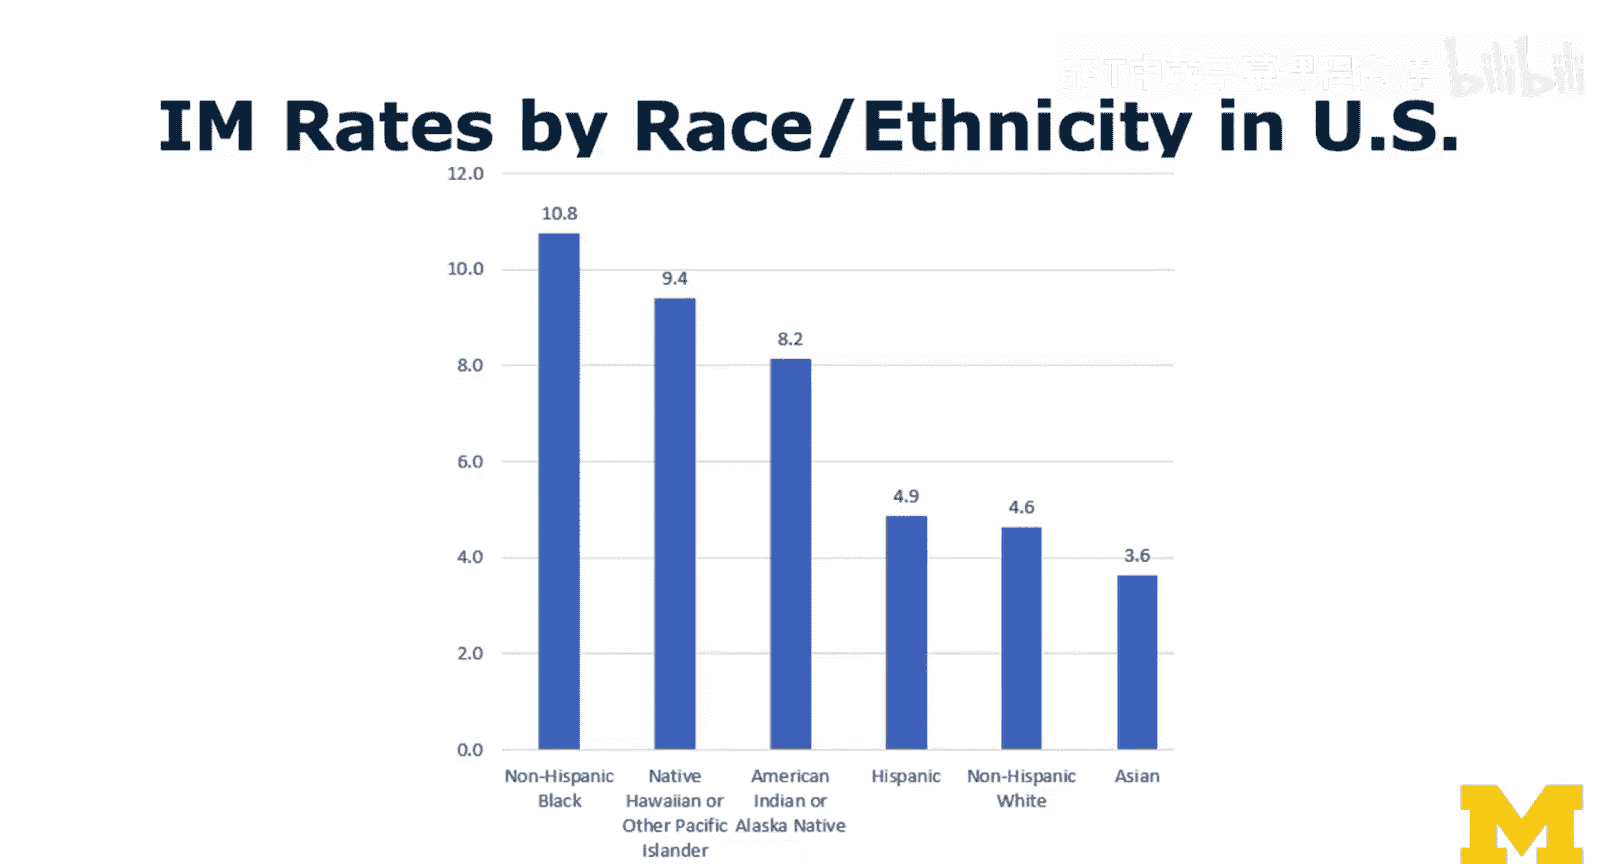 bilibili
IM Rates by Race/Ethnicity in U.S.
12.0
10.8
10.0
9.4
8.2
8.0
6.0
4.9
4.6
4.0
3.6
2.0
0.0
Non-Hispanic Black
Native Hawaiian or Other Pacific Islander
American Indian or Alaska Native
Hispanic
Non-Hispanic White
Asian
M